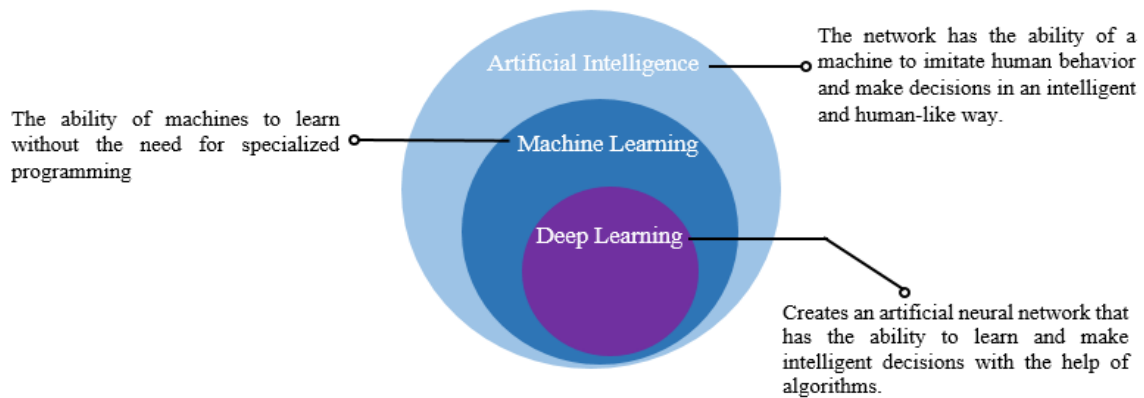 Artificial Intelligence
The network has the ability of a
machine to imitate human behavior
and make decisions in an intelligent
and human-like way.
The ability of machines to learn
without the need for specialized
programming
Machine Learning
Deep Learning
Creates an artificial neural network that
has the ability to learn and make
intelligent decisions with the help of
algorithms.